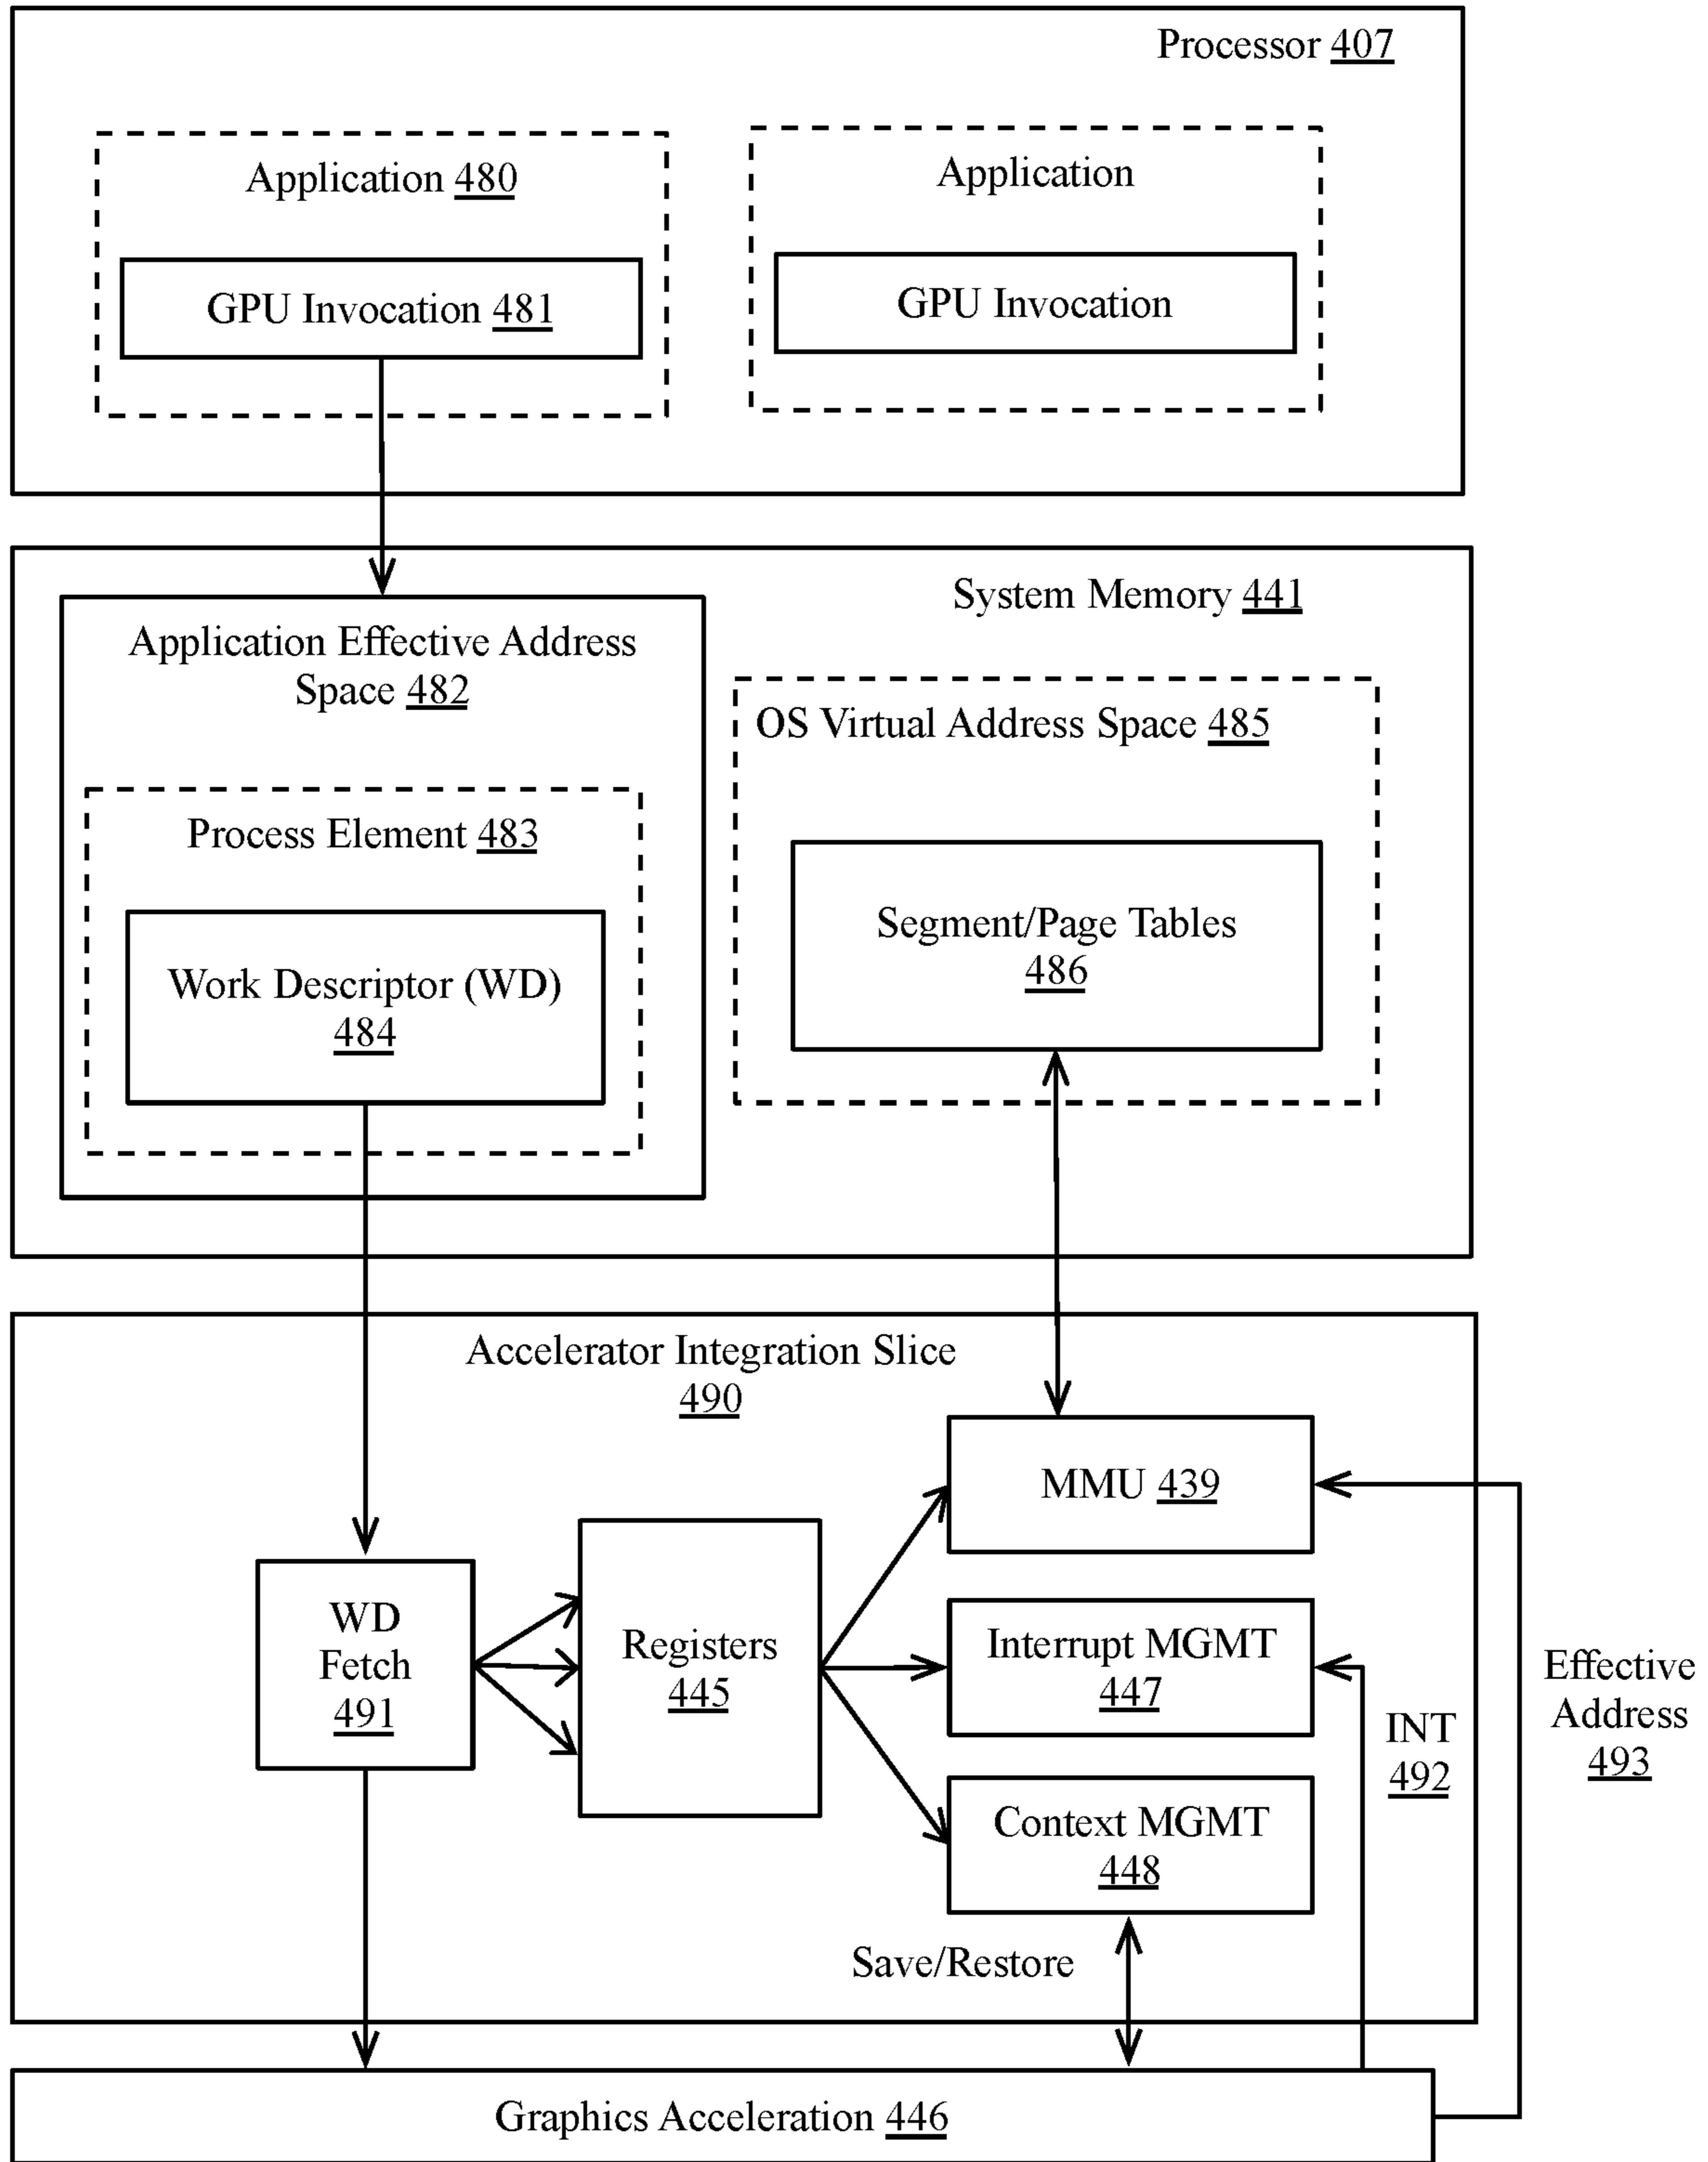 Processor 407
Application 480
GPU Invocation 481
Application
GPU Invocation
System Memory 441
Application Effective Address
Space 482
Process Element 483
Work Descriptor (WD)
484
OS Virtual Address Space 485
Segment/Page Tables
486
Accelerator Integration Slice
490
WD
Fetch
491
Registers
445
MMU 439
Interrupt MGMT
447
Context MGMT
448
Save/Restore
INT
492
Effective
Address
493
Graphics Acceleration 446